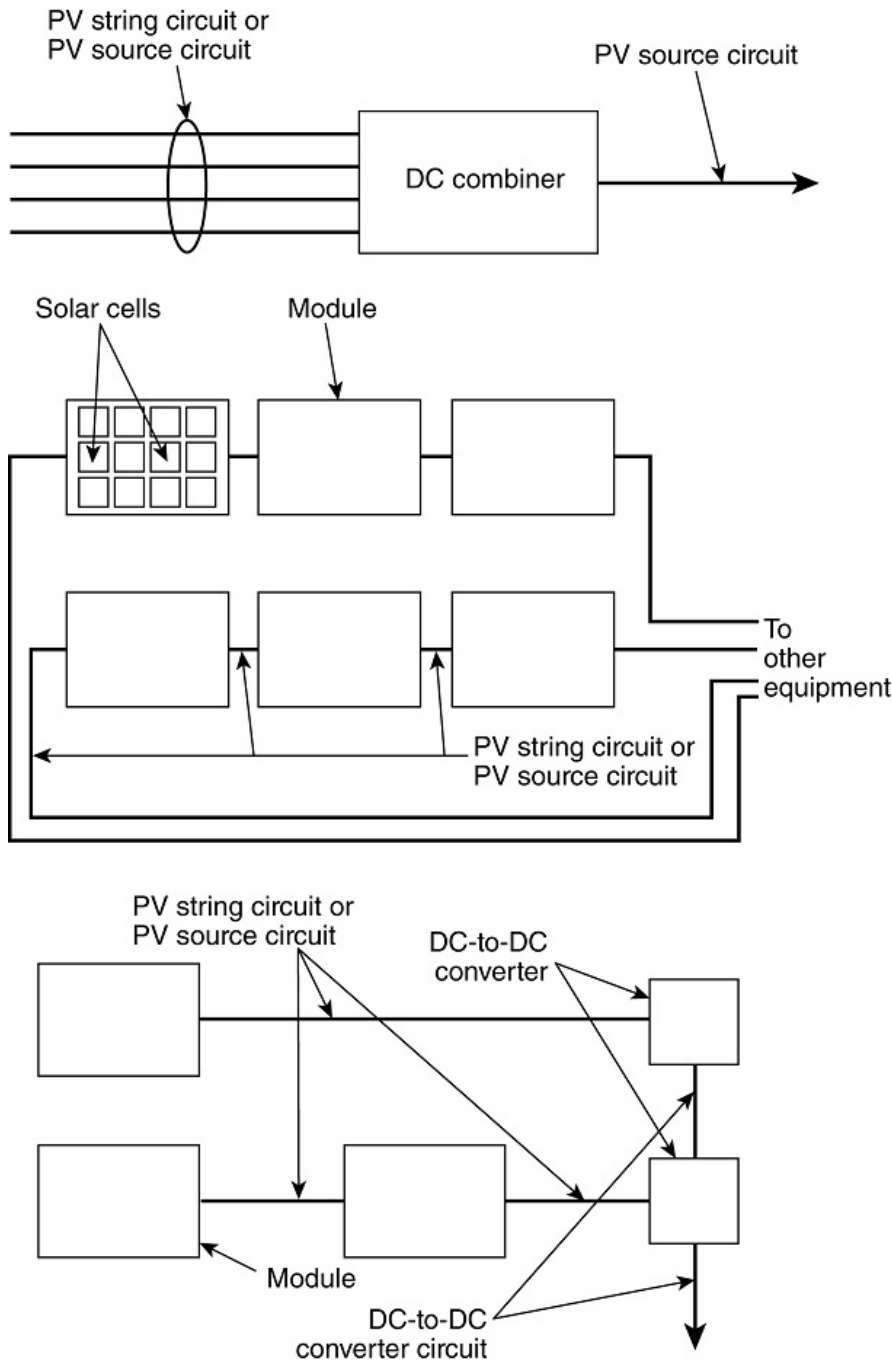 PV string circuit or
PV source circuit
PV source circuit
DC combiner
Solar cells
Module
To
other
equipment
PV string circuit or
PV source circuit
PV string circuit or
PV source circuit
DC-to-DC
converter
Module
DC-to-DC
converter circuit